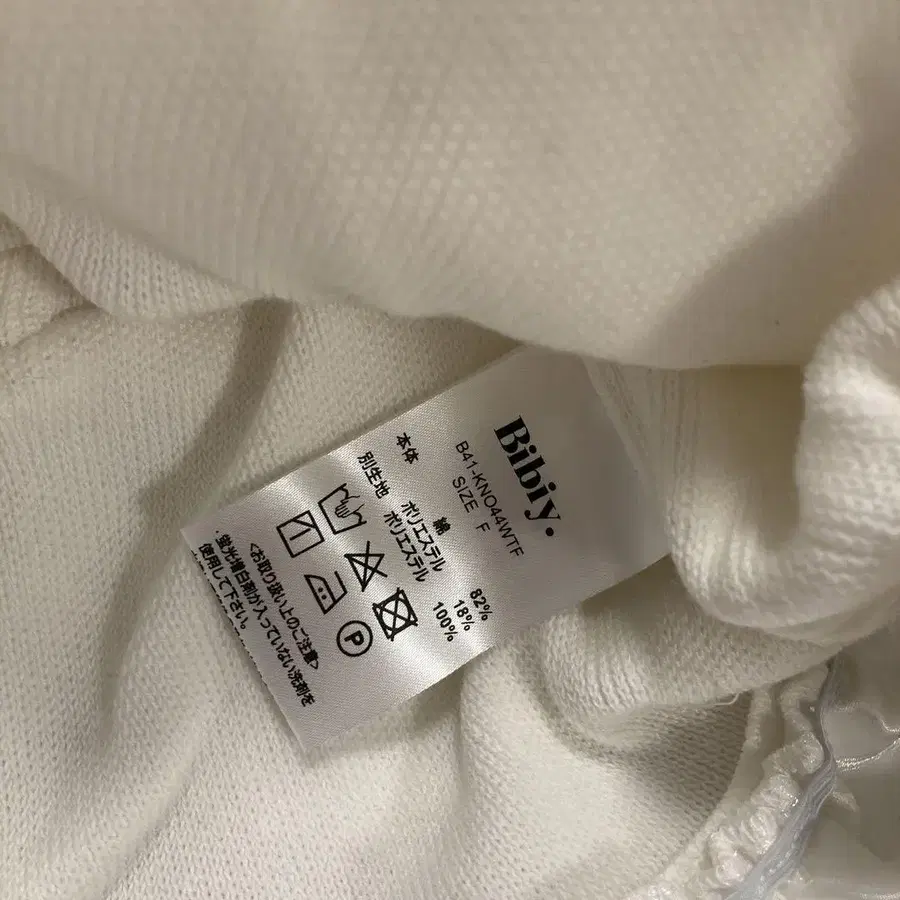 Bibiy.
B41-KNO44WTF
SIZE F
本体 綿 82%
ポリエステル 18%
別生地 ポリエステル 100%
P
<お取り扱い上のご注意>
蛍光増白剤が入っていない洗剤を
使用して下さい。